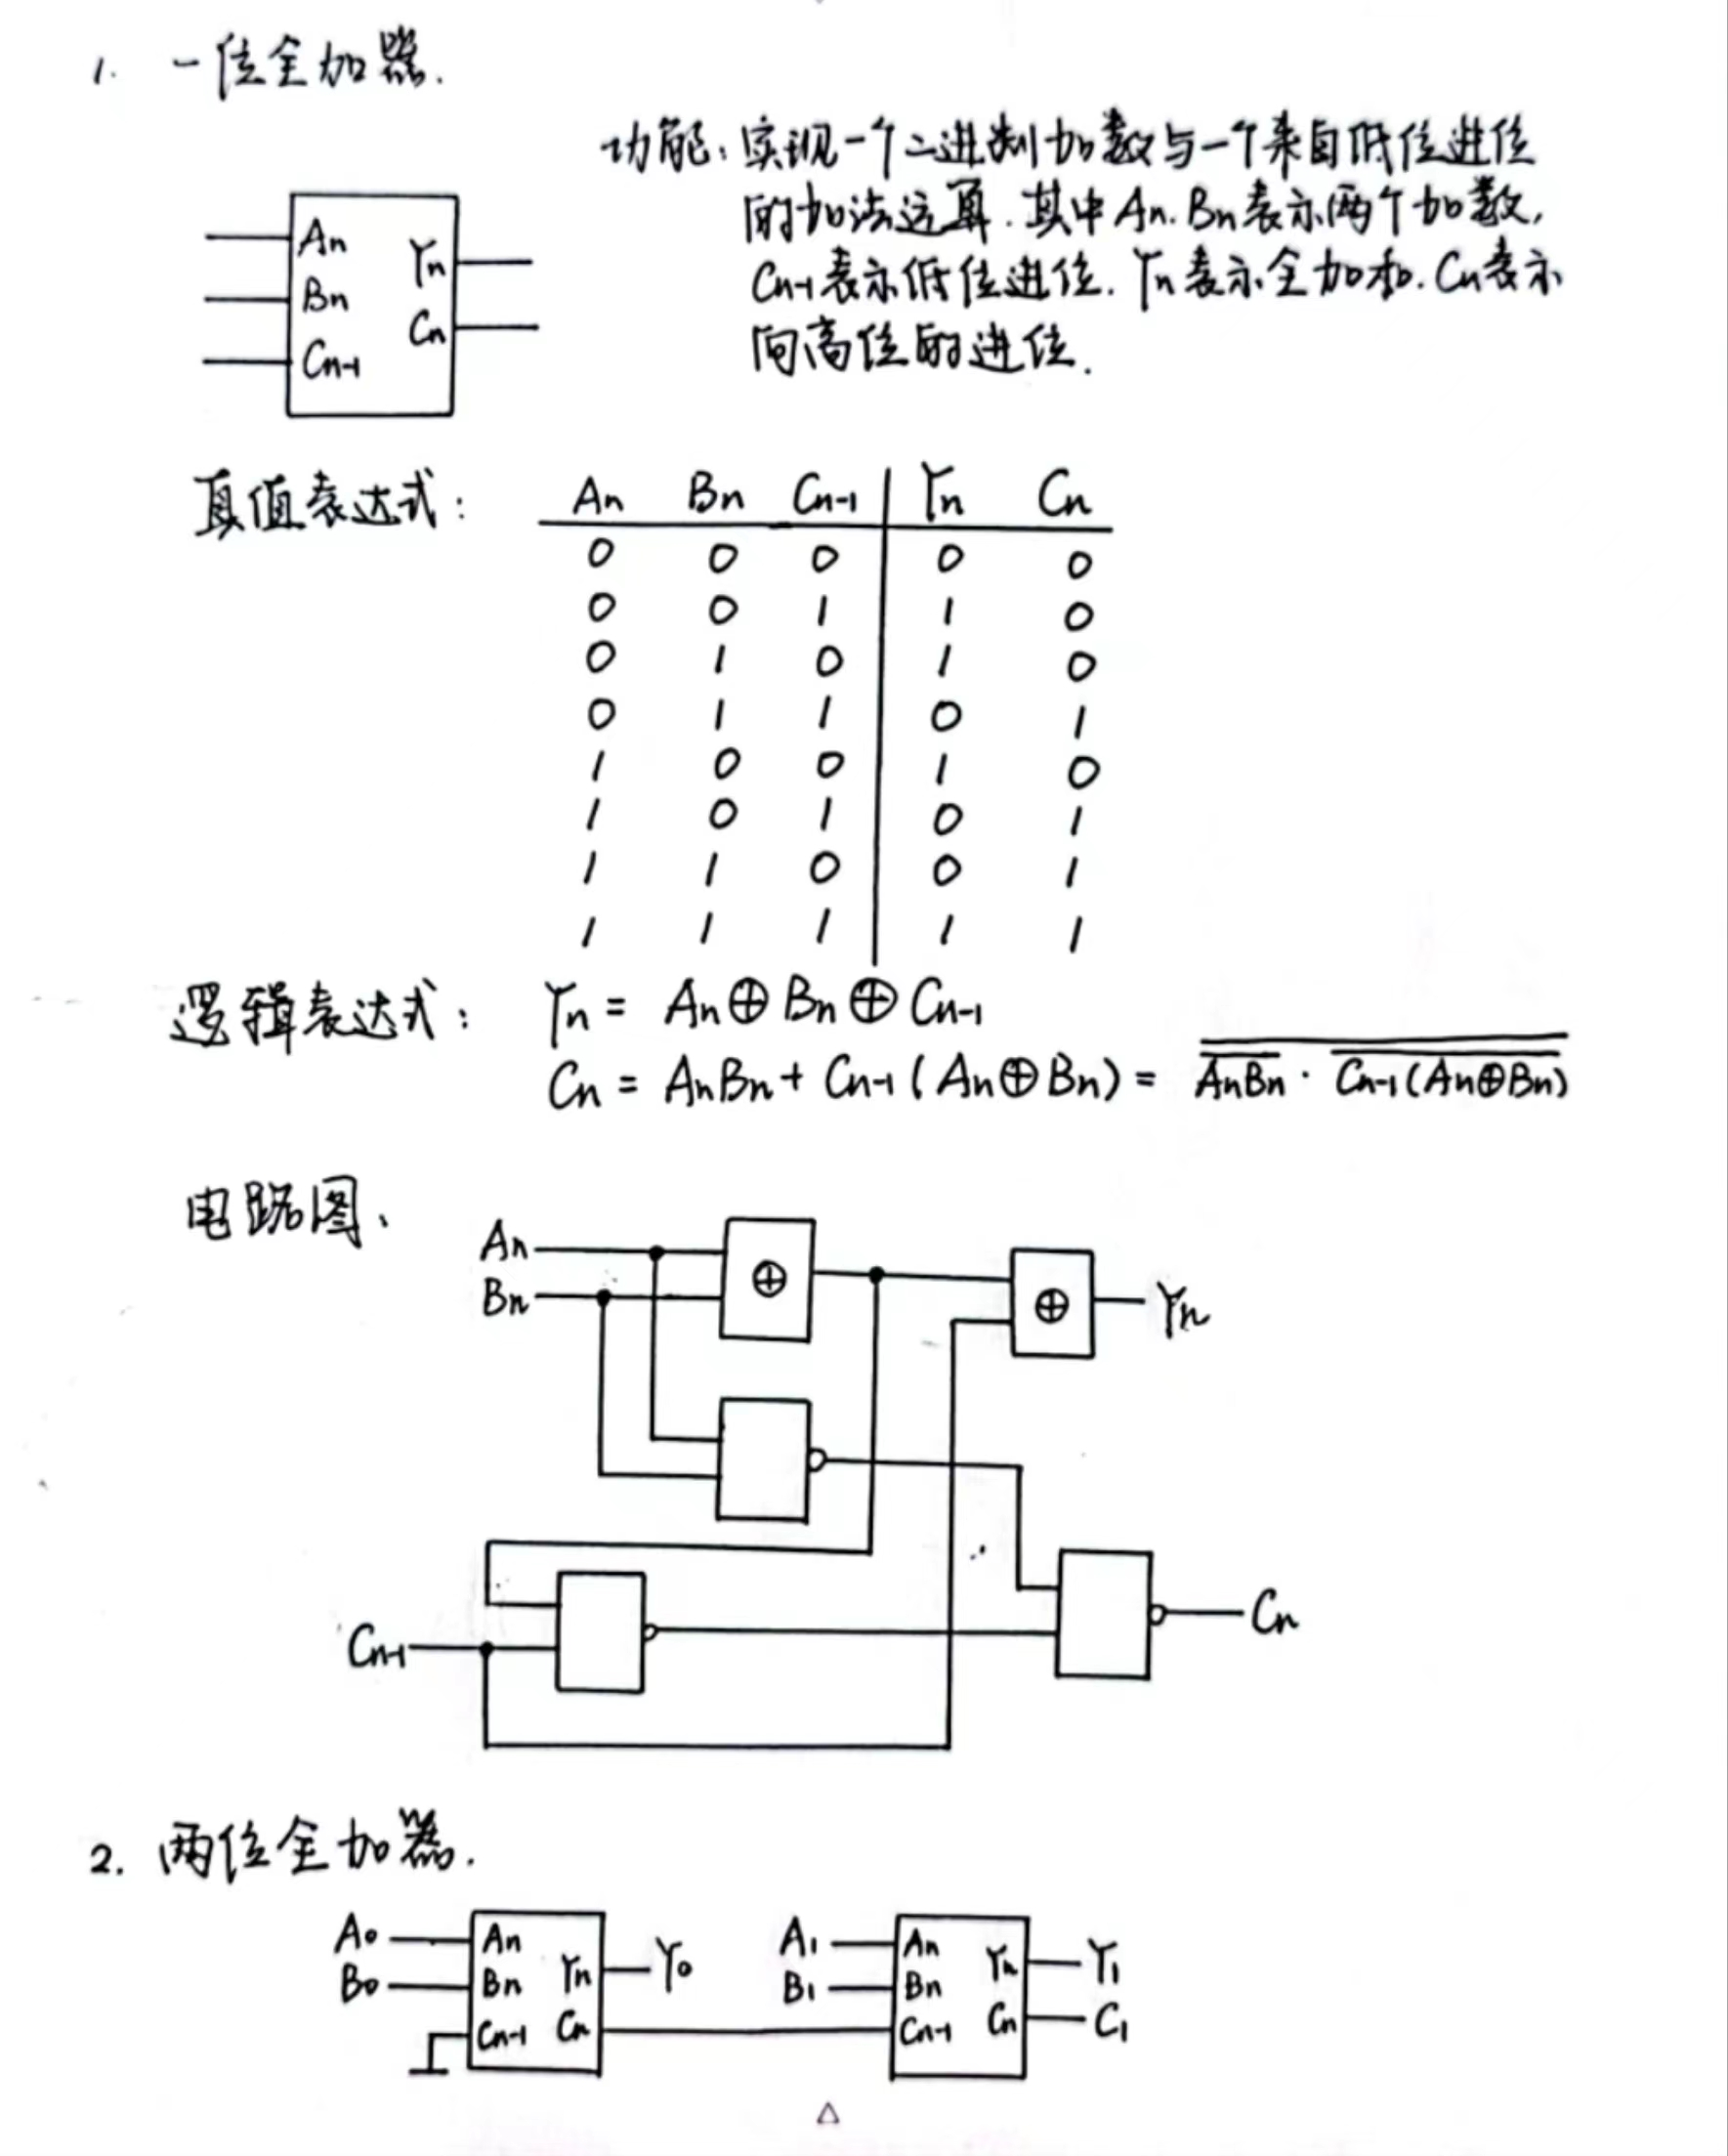 1. 一位全加器.
功能: 实现一个二进制加数与一个来自低位进位
的加法运算. 其中 An. Bn表示两个加数,
Cn-1表示低位进位. Yn表示全加和. Cn表示
向高位的进位.
An
Bn
Cn-1
Yn
Cn
真值表达式:
An Bn Cn-1 Yn Cn
0 0 0 0 0
0 0 1 1 0
0 1 0 1 0
0 1 1 0 1
1 0 0 1 0
1 0 1 0 1
1 1 0 0 1
1 1 1 1 1
逻辑表达式: Yn = An⊕Bn⊕Cn-1
Cn = AnBn + Cn-1(An⊕Bn) = \overline{\overline{AnBn} · \overline{Cn-1(An⊕Bn)}}
电路图、
An
Bn
⊕
⊕
Yn
Cn-1
Cn
2. 两位全加器.
A0 An
B0 Bn Yn Y0
Cn-1 Cn
A1 An
B1 Bn Yn Y1
Cn-1 Cn C1